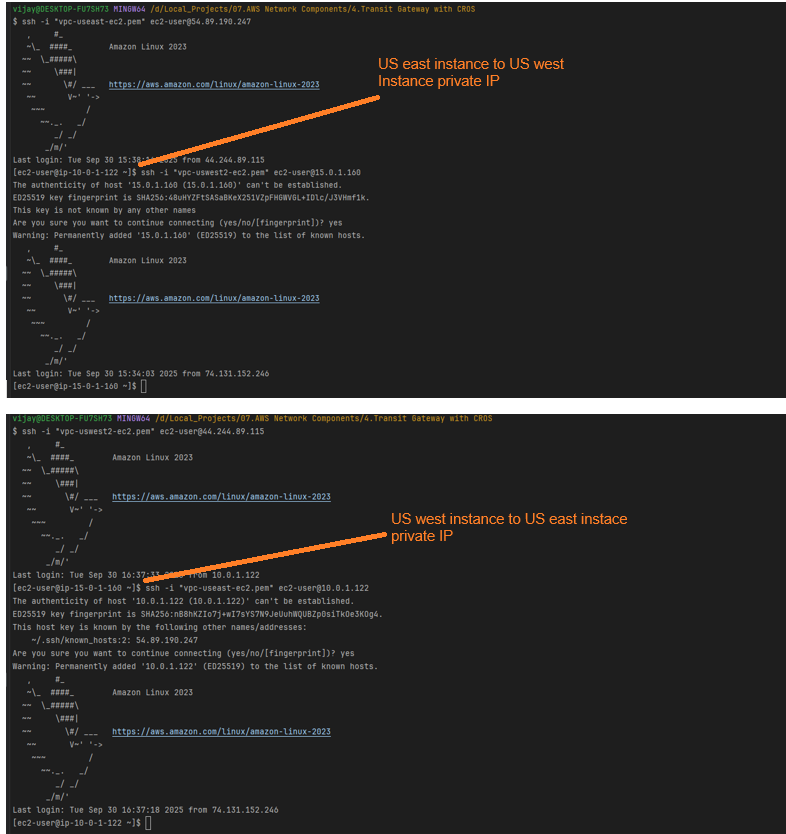 vijay@DESKTOP-FU7SH73 MINGW64 /d/Local_Projects/07.AWS Network Components/4.Transit Gateway with CROS
$ ssh -i "vpc-useast-ec2.pem" ec2-user@54.89.190.247
   ,     #_
   ~\_  ####_        Amazon Linux 2023
  ~~  \_#####\
  ~~     \###|
  ~~       \#/ ___   https://aws.amazon.com/linux/amazon-linux-2023
   ~~       V~' '->
    ~~~         /
      ~~._.   _/
         _/ _/
       _/m/'
US east instance to US west
Instance private IP
Last login: Tue Sep 30 15:38: 2025 from 44.244.89.115
[ec2-user@ip-10-0-1-122 ~]$ ssh -i "vpc-uswest2-ec2.pem" ec2-user@15.0.1.160
The authenticity of host '15.0.1.160 (15.0.1.160)' can't be established.
ED25519 key fingerprint is
This key is not known by any other names
Are you sure you want to continue connecting (yes/no/[fingerprint])? yes
Warning: Permanently added '15.0.1.160' (ED25519) to the list of known hosts.
   ,     #_
   ~\_  ####_        Amazon Linux 2023
  ~~  \_#####\
  ~~     \###|
  ~~       \#/ ___   https://aws.amazon.com/linux/amazon-linux-2023
   ~~       V~' '->
    ~~~         /
      ~~._.   _/
         _/ _/
       _/m/'
Last login: Tue Sep 30 15:34:03 2025 from 74.131.152.246
[ec2-user@ip-15-0-1-160 ~]$
vijay@DESKTOP-FU7SH73 MINGW64 /d/Local_Projects/07.AWS Network Components/4.Transit Gateway with CROS
$ ssh -i "vpc-uswest2-ec2.pem" ec2-user@44.244.89.115
   ,     #_
   ~\_  ####_        Amazon Linux 2023
  ~~  \_#####\
  ~~     \###|
  ~~       \#/ ___   https://aws.amazon.com/linux/amazon-linux-2023
   ~~       V~' '->
    ~~~         /
      ~~._.   _/
         _/ _/
       _/m/'
US west instance to US east instace
private IP
Last login: Tue Sep 30 16:37:33 from 10.0.1.122
[ec2-user@ip-15-0-1-160 ~]$ ssh -i "vpc-useast-ec2.pem" ec2-user@10.0.1.122
The authenticity of host '10.0.1.122 (10.0.1.122)' can't be established.
ED25519 key fingerprint is
This host key is known by the following other names/addresses:
    ~/.ssh/known_hosts:2: 54.89.190.247
Are you sure you want to continue connecting (yes/no/[fingerprint])? yes
Warning: Permanently added '10.0.1.122' (ED25519) to the list of known hosts.
   ,     #_
   ~\_  ####_        Amazon Linux 2023
  ~~  \_#####\
  ~~     \###|
  ~~       \#/ ___   https://aws.amazon.com/linux/amazon-linux-2023
   ~~       V~' '->
    ~~~         /
      ~~._.   _/
         _/ _/
       _/m/'
Last login: Tue Sep 30 16:37:18 2025 from 74.131.152.246
[ec2-user@ip-10-0-1-122 ~]$